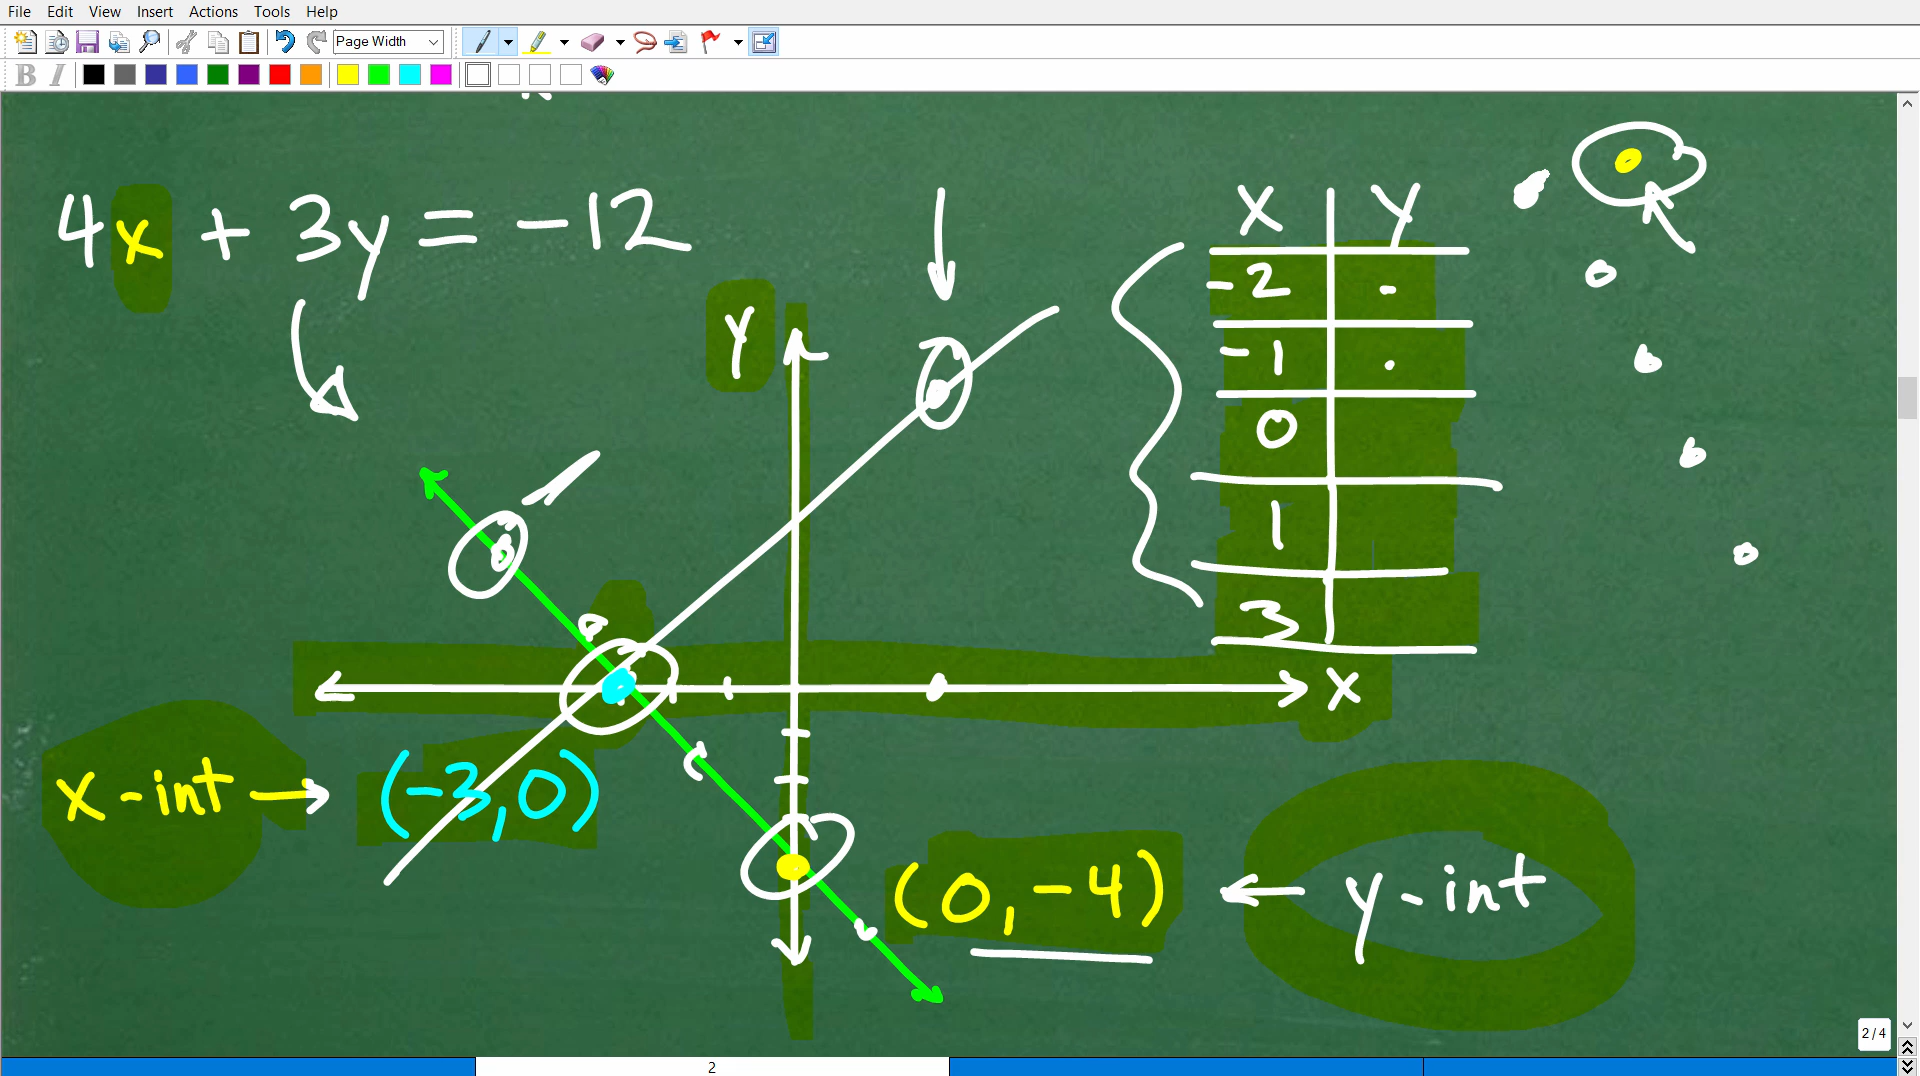 File Edit View Insert Actions Tools Help
Page Width
B I
4x + 3y = -12
Y
X Y
-2
-1
0
1
3
X
x-int → (-3,0)
(0,-4) ← y-int
2/4
2